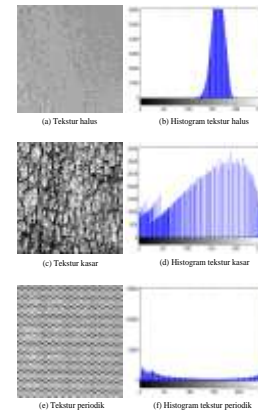 (a) Tekstur halus
(b) Histogram tekstur halus
(c) Tekstur kasar
(d) Histogram tekstur kasar
(e) Tekstur periodik
(f) Histogram tekstur periodik